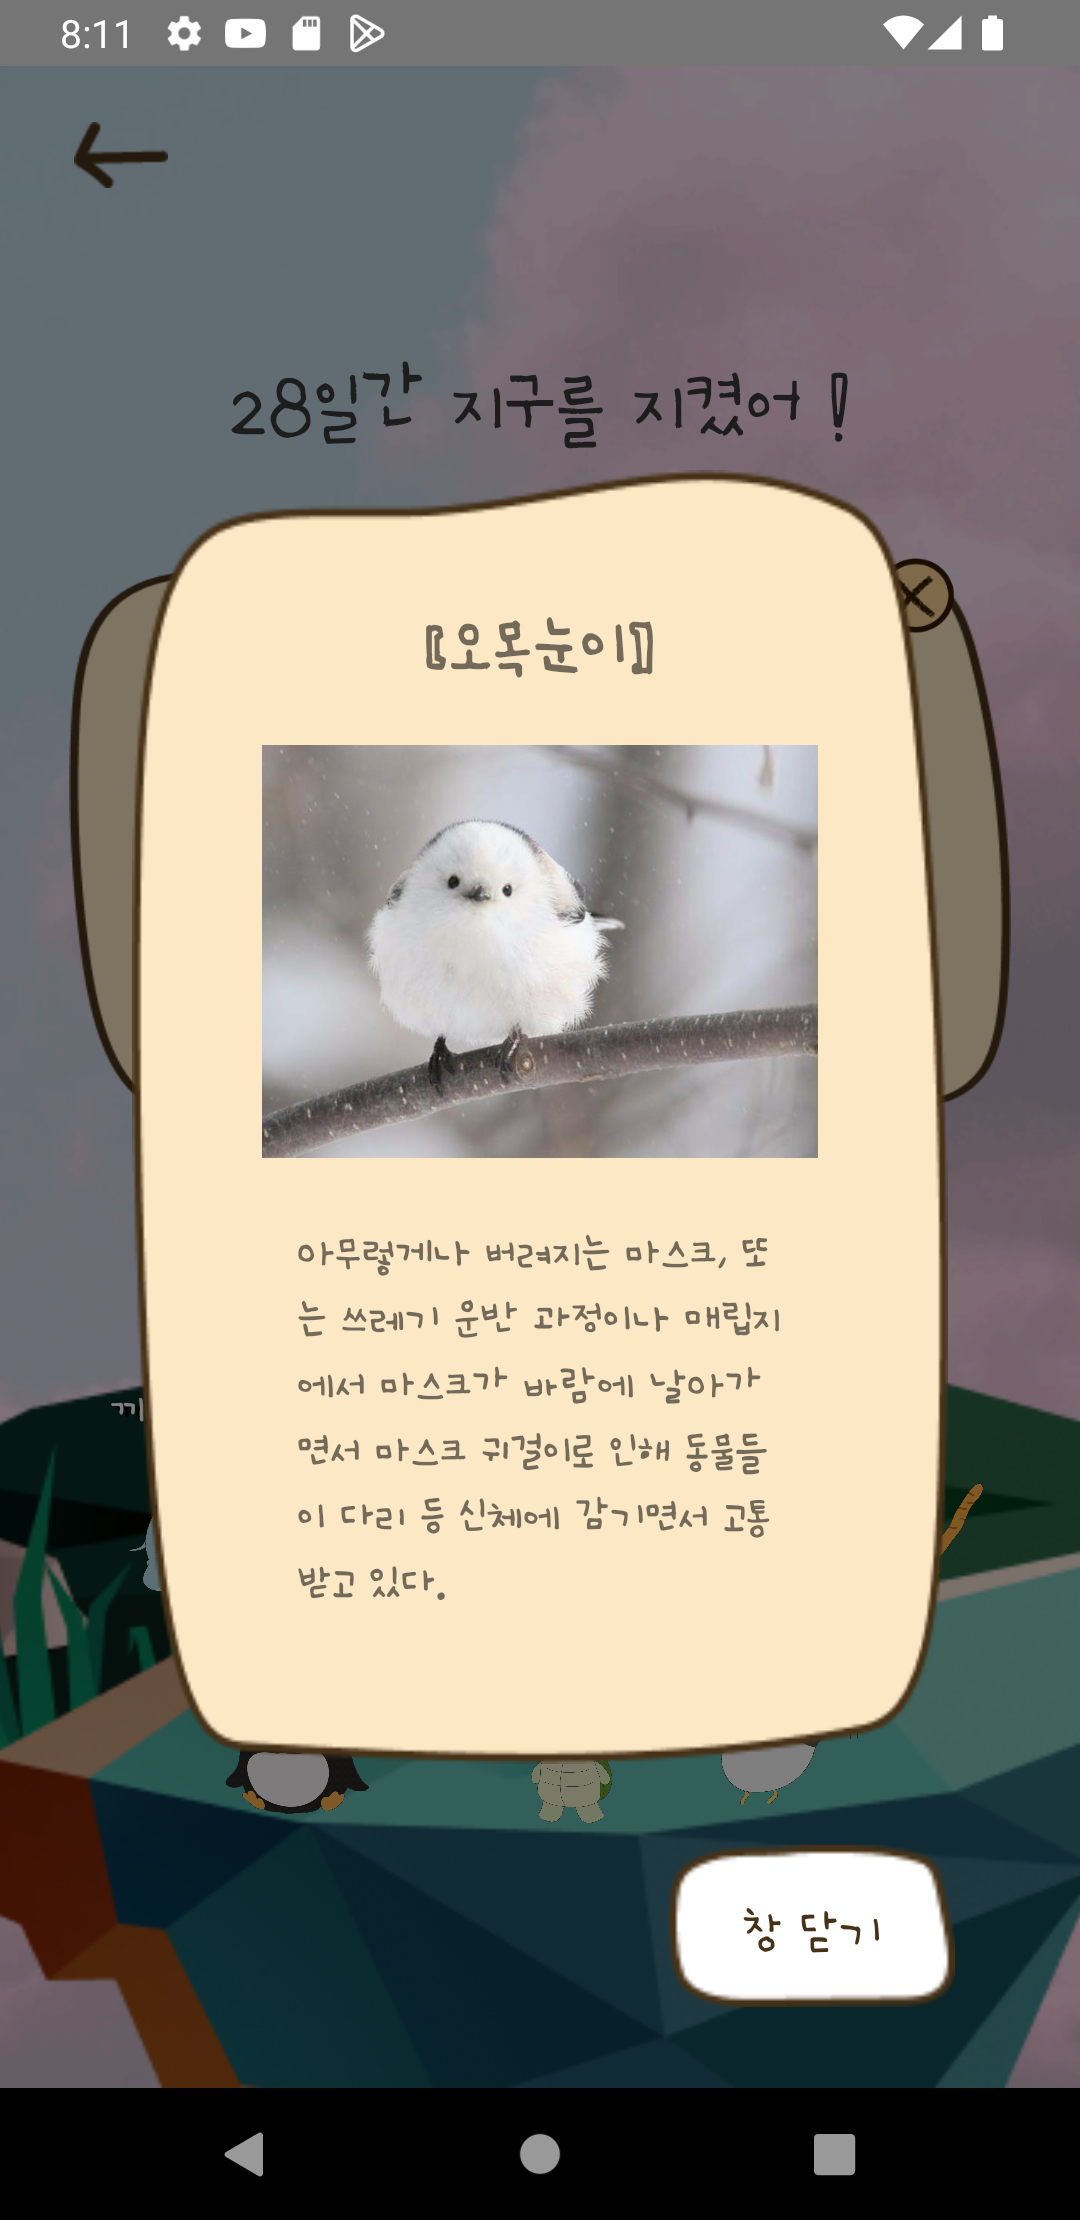 8:11
28일간 지구를 지켰어 !
[오목눈이]
아무렇게나 버려지는 마스크, 또
는 쓰레기 운반 과정이나 매립지
에서 마스크가 바람에 날아가
면서 마스크 귀걸이로 인해 동물들
이 다리 등 신체에 감기면서 고통
받고 있다.
끼
창 닫기